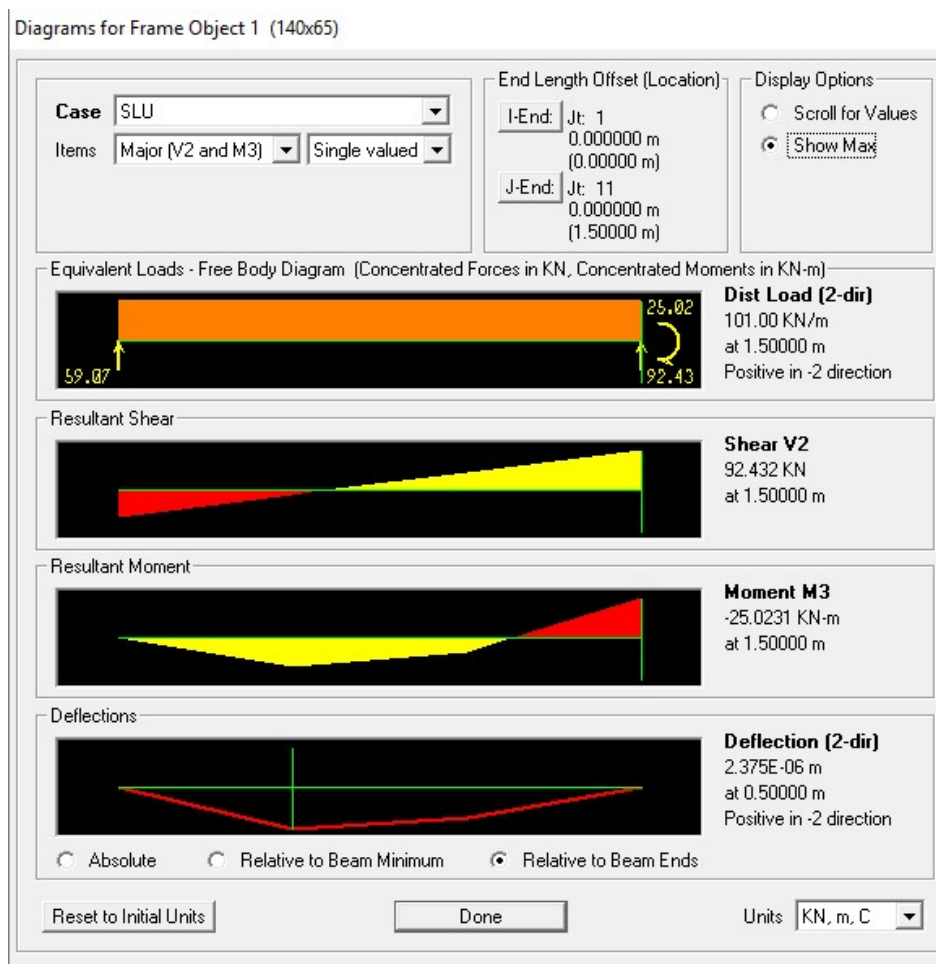 Diagrams for Frame Object 1 (140x65)
Case SLU
Items Major (V2 and M3) Single valued
End Length Offset (Location)
I-End: Jt: 1
0.000000 m
(0.00000 m)
J-End: Jt: 11
0.000000 m
(1.50000 m)
Display Options
Scroll for Values
Show Max
Equivalent Loads - Free Body Diagram (Concentrated Forces in KN, Concentrated Moments in KN-m)
25.02
59.07
92.43
Dist Load (2-dir)
101.00 KN/m
at 1.50000 m
Positive in -2 direction
Resultant Shear
Shear V2
92.432 KN
at 1.50000 m
Resultant Moment
Moment M3
-25.0231 KN-m
at 1.50000 m
Deflections
Deflection (2-dir)
2.375E-06 m
at 0.50000 m
Positive in -2 direction
Absolute Relative to Beam Minimum Relative to Beam Ends
Reset to Initial Units Done Units KN, m, C